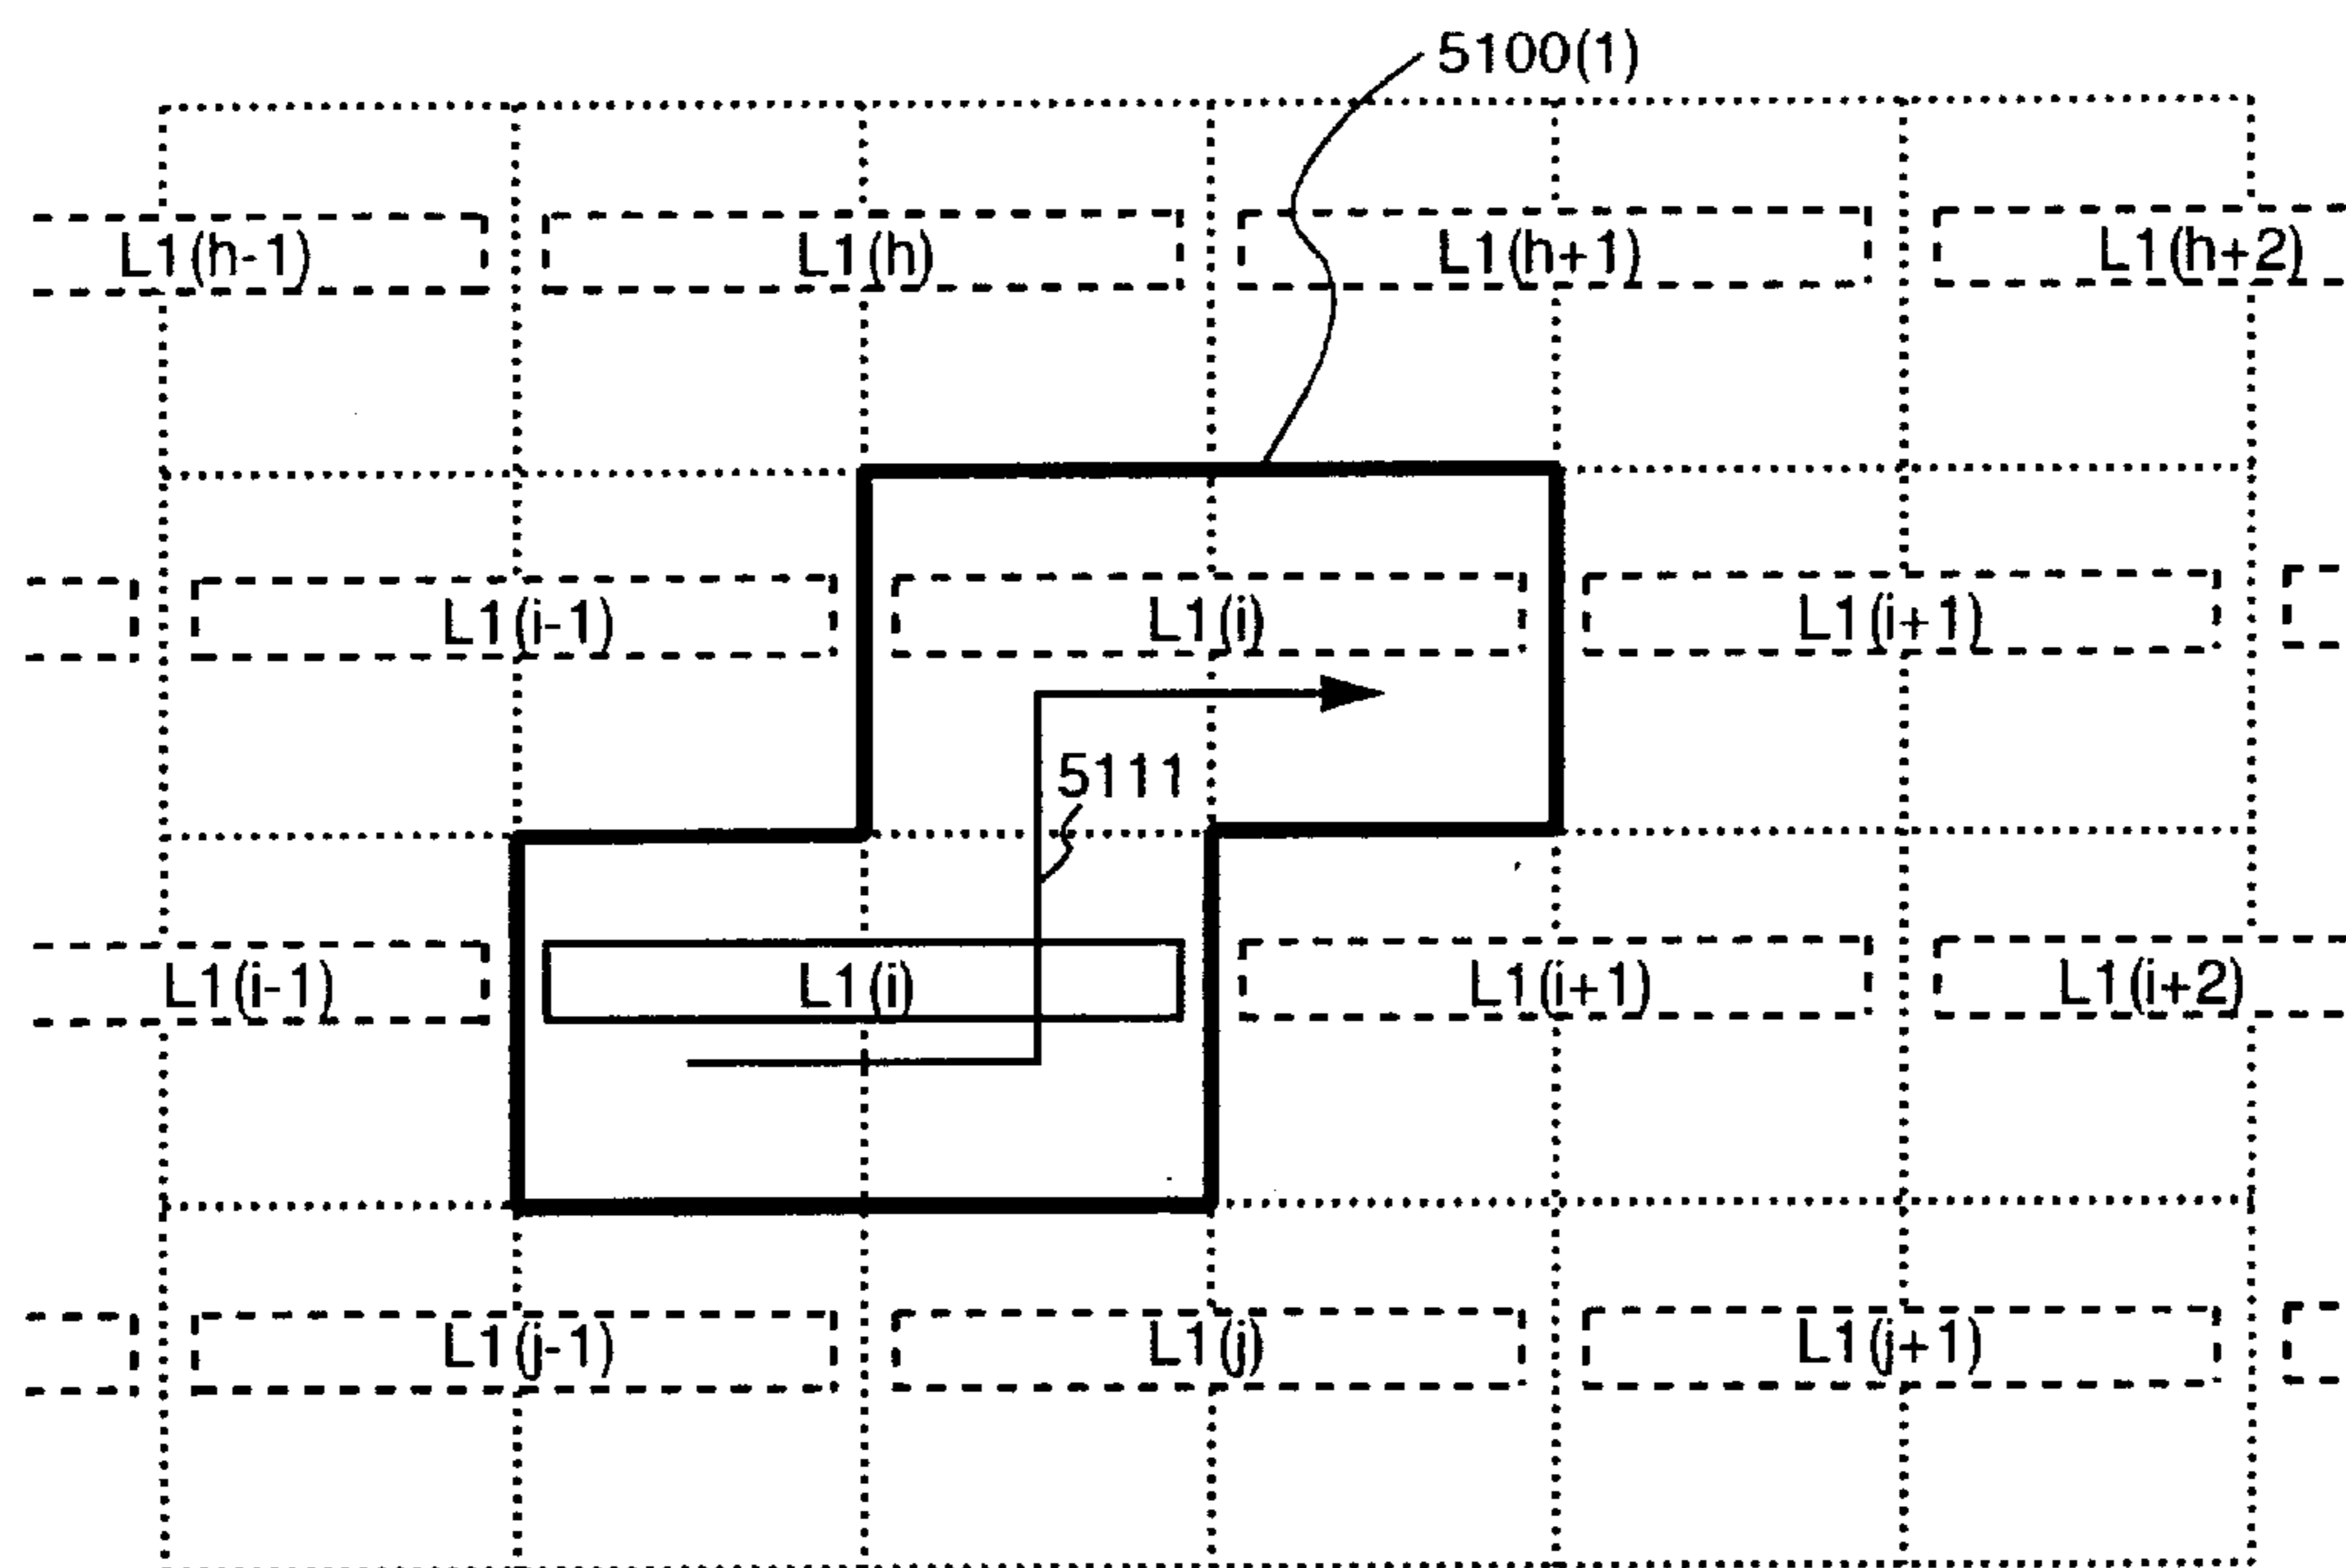 5100(1)
L1(h-1) L1(h) L1(h+1) L1(h+2)
L1(i-1) L1(i) L1(i+1)
5111
L1(i-1) L1(i) L1(i+1) L1(i+2)
L1(j-1) L1(j) L1(j+1)